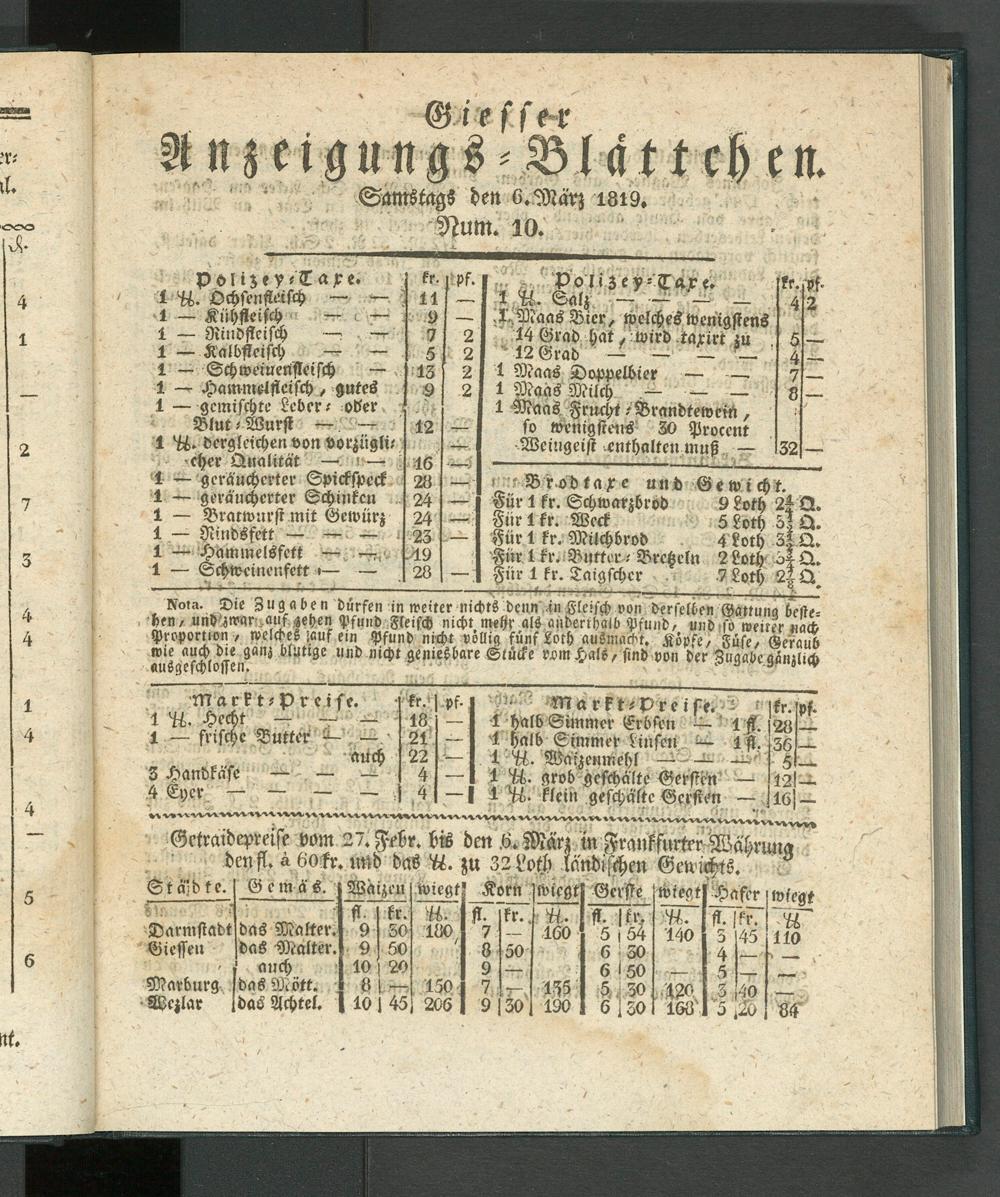 Giesser
Anzeigungs-Blättchen.
Samstags den 6. März 1819.
Num. 10.
Polizey-Taxe. kr. pf.
1 ℔. Ochsenfleisch — — 11 —
1 — Kühfleisch — — 9 —
1 — Rindfleisch — — 7 2
1 — Kalbfleisch — — 5 2
1 — Schweinenfleisch — 13 2
1 — Hammelfleisch, gutes 9 2
1 — gemischte Leber- oder
Blut-Wurst — — 12 —
1 ℔. dergleichen von vorzügli-
cher Qualität — — 16 —
1 — geräucherter Spickspeck 28 —
1 — geräucherter Schinken 24 —
1 — Bratwurst mit Gewürz 24 —
1 — Rindsfett — — 23 —
1 — Hammelsfett — — 19
1 — Schweinenfett — — 28 —
Polizey-Taxe. kr. pf.
1 ℔. Salz — — — — 4 2
1 Maas Bier, welches wenigstens
14 Grad hat, wird taxirt zu 5 —
12 Grad — — — — 4 —
1 Maas Doppelbier — — 7 —
1 Maas Milch — — — 8 —
1 Maas Frucht-Brandtewein,
so wenigstens 30 Procent
Weingeist enthalten muß — 32 —
Brodtaxe und Gewicht.
Für 1 kr. Schwarzbrod 9 Loth 2¼ Q.
Für 1 kr. Weck 5 Loth Q.
Für 1 kr. Milchbrod 4 Loth Q.
Für 1 kr. Butter-Bretzeln 2 Loth Q.
Für 1 kr. Taigscher 7 Loth Q.
Nota. Die Zugaben dürfen in weiter nichts denn in Fleisch von derselben Gattung beste-
hen, und zwar auf zehen Pfund Fleisch nicht mehr als anderthalb Pfund, und so weiter nach
Proportion, welches auf ein Pfund nicht völlig fünf Loth ausmacht. Köpfe, Füse, Geraub
wie auch die ganz blutige und nicht geniesbare Stücke vom Hals, sind von der Zugabe gänzlich
ausgeschlossen.
Markt-Preise. kr. pf.
1 ℔. Hecht — — — 18 —
1 — frische Butter — — 21 —
auch 22 —
3 Handkäse — — — 4 —
4 Eyer — — — — 4 —
Markt-Preise. kr. pf.
1 halb Simmer Erbsen — 1 fl. 28 —
1 halb Simmer Linsen — 1 fl. 36 —
1 ℔. Waizenmehl — — — 5 —
1 ℔. grob geschälte Gersten — 12 —
1 ℔. klein geschälte Gersten — 16 —
Getraidepreise vom 27. Febr. bis den 6. März in Frankfurter Währung
den fl. à 60 kr. und das ℔. zu 32 Loth ländischen Gewichts.
Städte. Gemäs. Waizen wiegt Korn wiegt Gerste wiegt Hafer wiegt
fl. kr. ℔. fl. kr. ℔. fl. kr. ℔. fl. kr. ℔
Darmstadt das Malter. 9 30 180 7 — 160 5 54 140 3 45 110
Giessen das Malter. 9 50 8 50 6 30 4 —
auch 10 20 9 — 6 50 — 5 — —
Marburg das Mött. 8 — 150 7 — 135 5 30 120 3 40 —
Wezlar das Achtel. 10 45 206 9 30 190 6 30 168 5 20 84